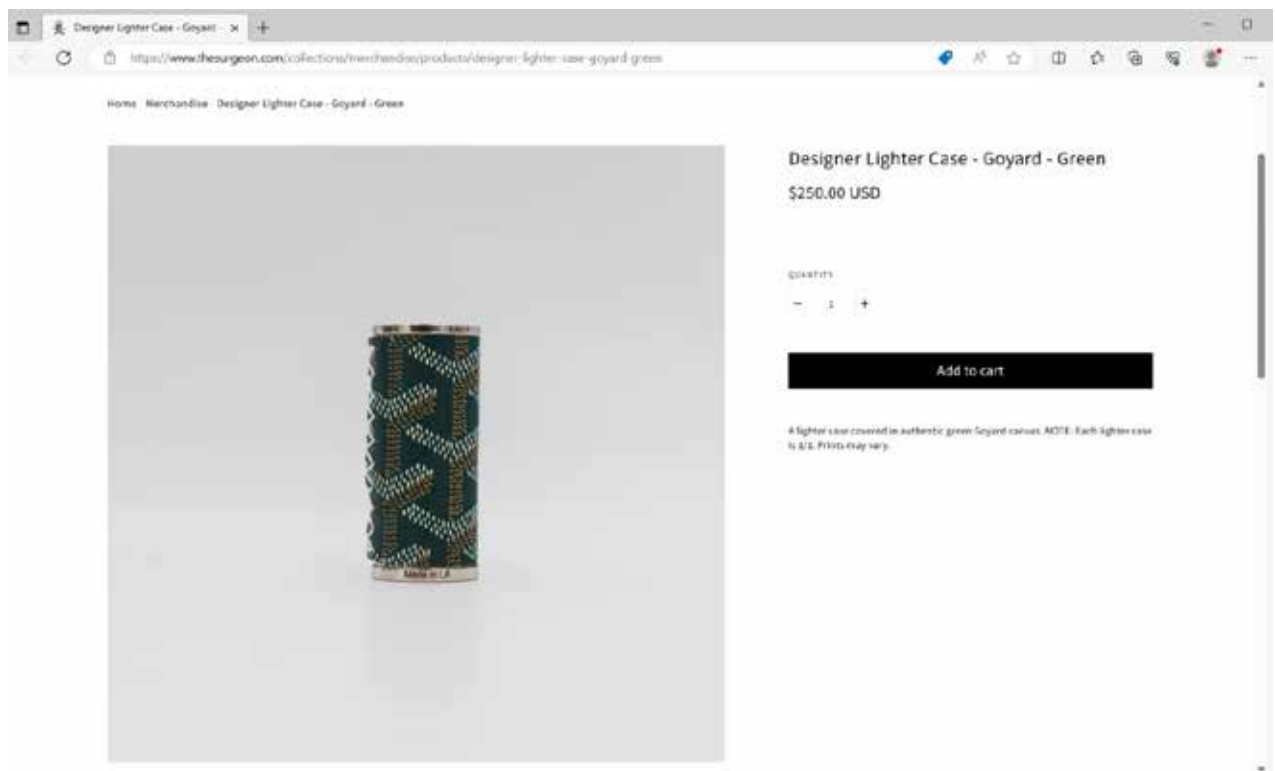 Designer Lighter Case - Goyard
https://www.thesurgeon.com/collections/merchandise/products/designer-lighter-case-goyard-green
Home Merchandise Designer Lighter Case - Goyard - Green
Designer Lighter Case - Goyard - Green
$250.00 USD
QUANTITY
− 1 +
Add to cart
A lighter case covered in authentic green Goyard canvas. NOTE: Each lighter case
is 1/1. Prints may vary.
Made in LA